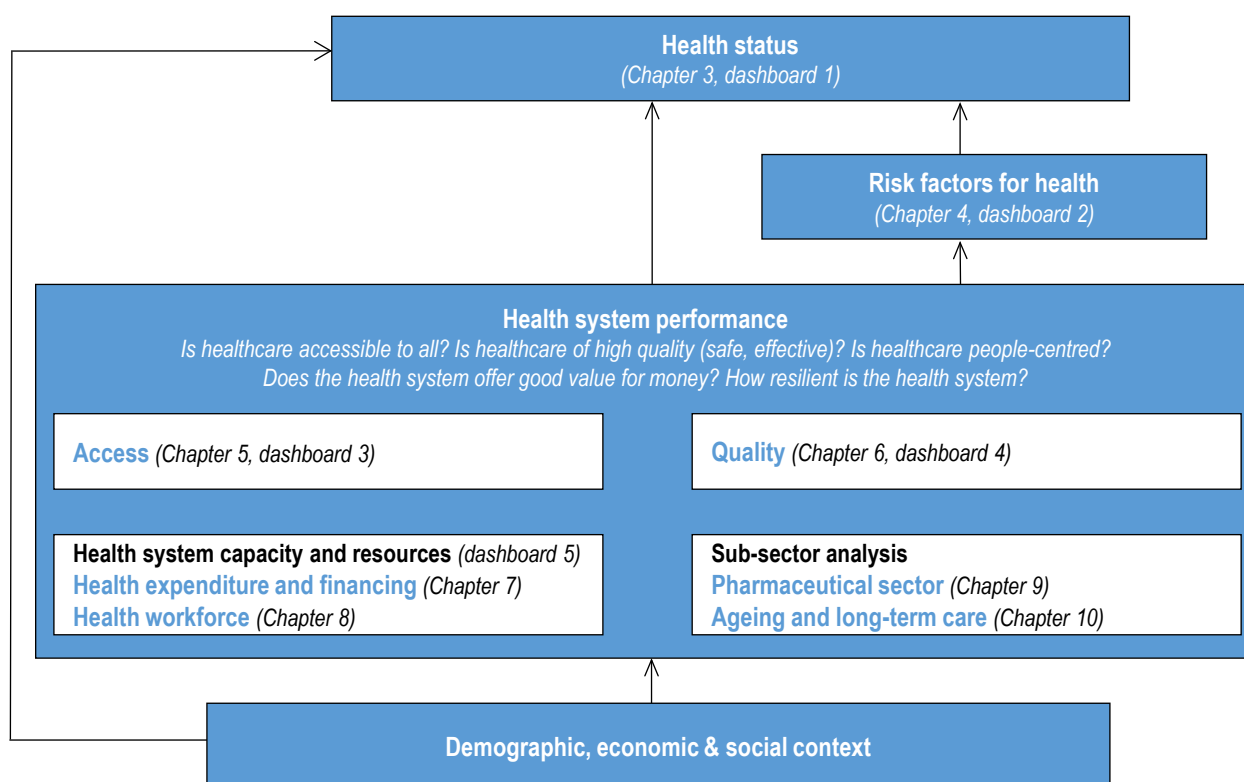 Health status
(Chapter 3, dashboard 1)
Risk factors for health
(Chapter 4, dashboard 2)
Health system performance
Is healthcare accessible to all? Is healthcare of high quality (safe, effective)? Is healthcare people-centred?
Does the health system offer good value for money? How resilient is the health system?
Access (Chapter 5, dashboard 3)
Quality (Chapter 6, dashboard 4)
Health system capacity and resources (dashboard 5)
Health expenditure and financing (Chapter 7)
Health workforce (Chapter 8)
Sub-sector analysis
Pharmaceutical sector (Chapter 9)
Ageing and long-term care (Chapter 10)
Demographic, economic & social context